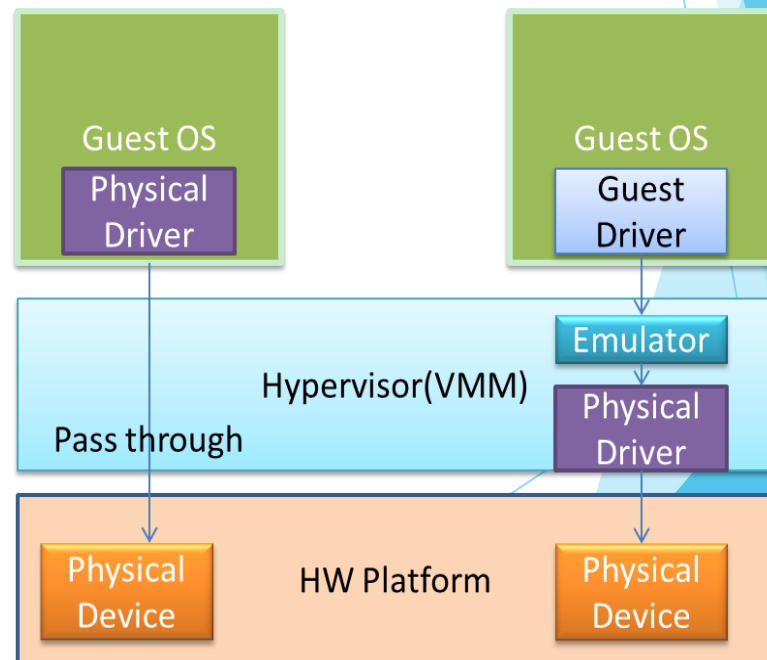 Guest OS
Physical
Driver
Guest OS
Guest
Driver
Emulator
Hypervisor(VMM)
Physical
Driver
Pass through
Physical
Device
HW Platform
Physical
Device